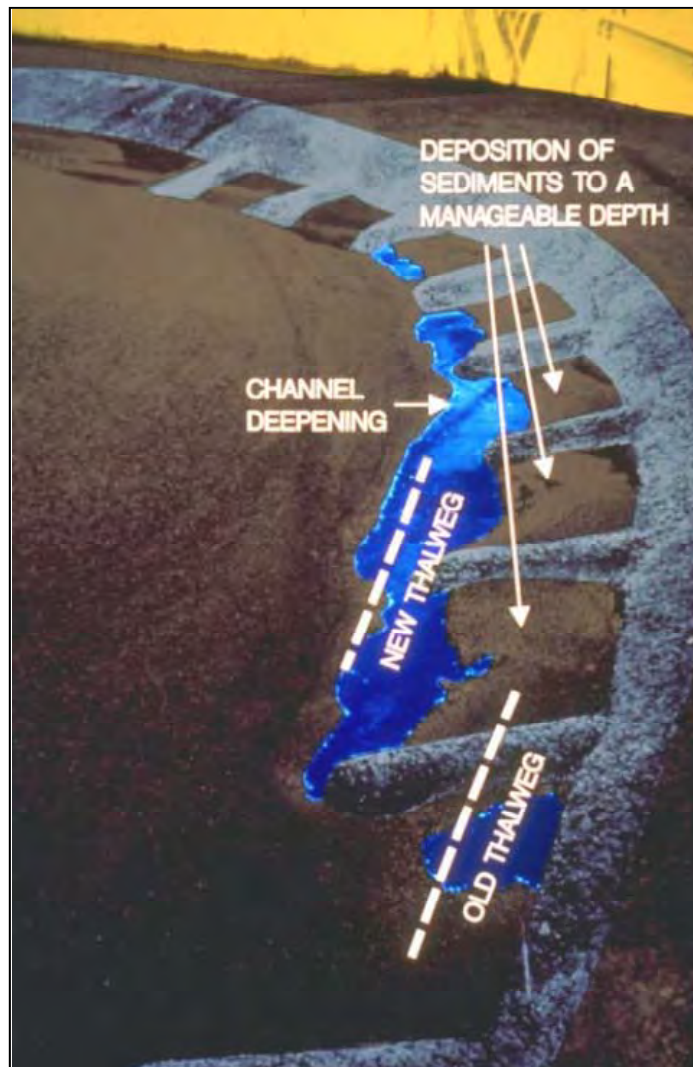 DEPOSITION OF
SEDIMENTS TO A
MANAGEABLE DEPTH
CHANNEL
DEEPENING
NEW THALWEG
OLD THALWEG